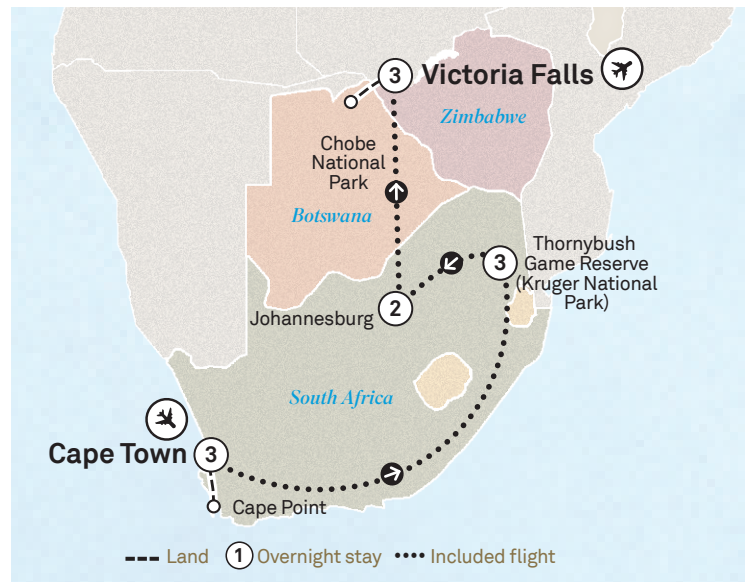 3 Victoria Falls
Zimbabwe
Chobe
National
Park
Botswana
Thornybush
Game Reserve
(Kruger National
Park)
3
2
Johannesburg
South Africa
Cape Town 3
Cape Point
Land 1 Overnight stay Included flight